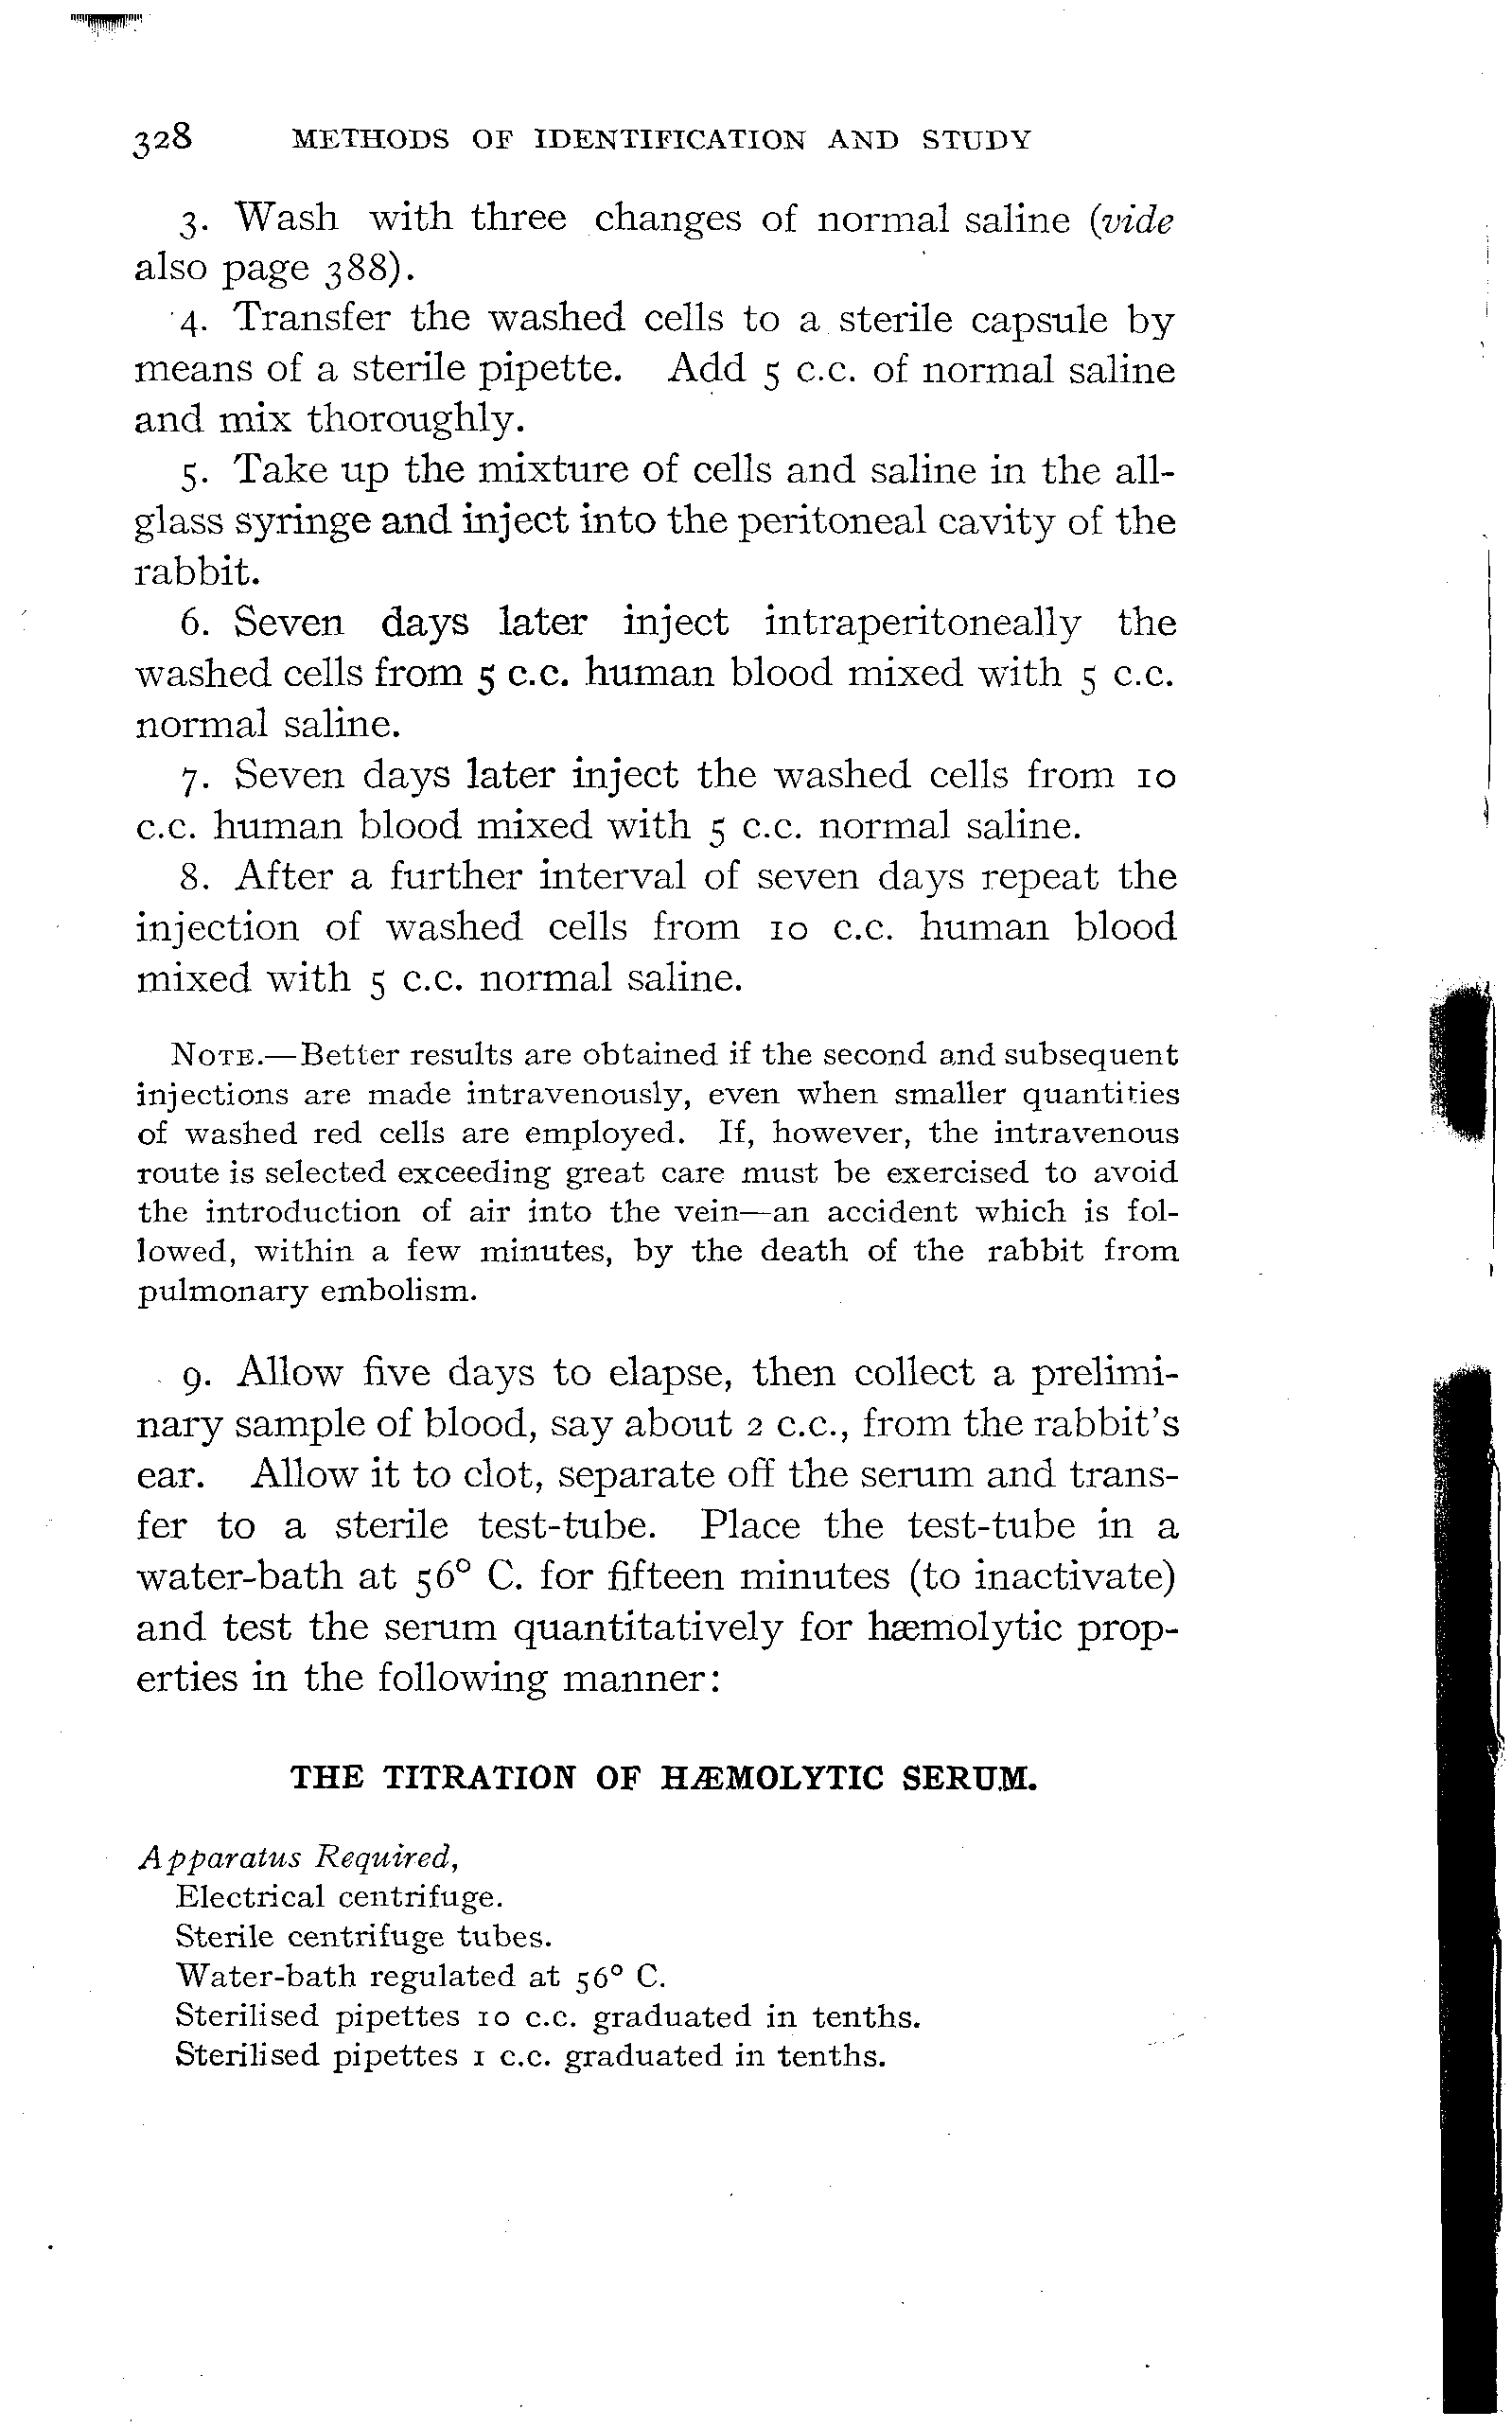 328 METHODS OF IDENTIFICATION AND STUDY
3. Wash with three changes of normal saline (vide
also page 388).
4. Transfer the washed cells to a sterile capsule by
means of a sterile pipette. Add 5 c.c. of normal saline
and mix thoroughly.
5. Take up the mixture of cells and saline in the all-
glass syringe and inject into the peritoneal cavity of the
rabbit.
6. Seven days later inject intraperitoneally the
washed cells from 5 c.c. human blood mixed with 5 c.c.
normal saline.
7. Seven days later inject the washed cells from 10
c.c. human blood mixed with 5 c.c. normal saline.
8. After a further interval of seven days repeat the
injection of washed cells from 10 c.c. human blood
mixed with 5 c.c. normal saline.
NOTE.—Better results are obtained if the second and subsequent
injections are made intravenously, even when smaller quantities
of washed red cells are employed. If, however, the intravenous
route is selected exceeding great care must be exercised to avoid
the introduction of air into the vein—an accident which is fol-
lowed, within a few minutes, by the death of the rabbit from
pulmonary embolism.
9. Allow five days to elapse, then collect a prelimi-
nary sample of blood, say about 2 c.c., from the rabbit's
ear. Allow it to clot, separate off the serum and trans-
fer to a sterile test-tube. Place the test-tube in a
water-bath at 56° C. for fifteen minutes (to inactivate)
and test the serum quantitatively for hæmolytic prop-
erties in the following manner:
THE TITRATION OF HÆMOLYTIC SERUM.
Apparatus Required,
Electrical centrifuge.
Sterile centrifuge tubes.
Water-bath regulated at 56° C.
Sterilised pipettes 10 c.c. graduated in tenths.
Sterilised pipettes 1 c.c. graduated in tenths.